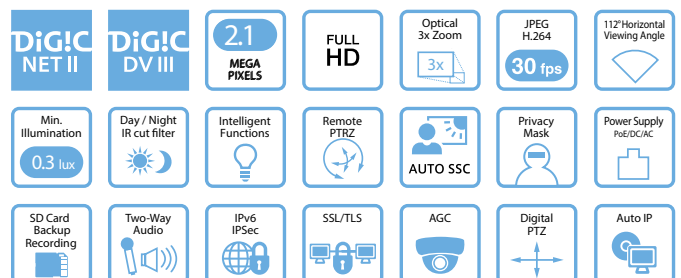 DiG!C
NET II
DiG!C
DV III
2.1
MEGA
PIXELS
FULL
HD
Optical
3x Zoom
3x
JPEG
H.264
30 fps
112° Horizontal
Viewing Angle
Min.
Illumination
0.3 lux
Day / Night
IR cut filter
Intelligent
Functions
Remote
PTRZ
AUTO SSC
Privacy
Mask
Power Supply
PoE/DC/AC
SD Card
Backup
Recording
Two-Way
Audio
IPv6
IPSec
SSL/TLS
AGC
Digital
PTZ
Auto IP